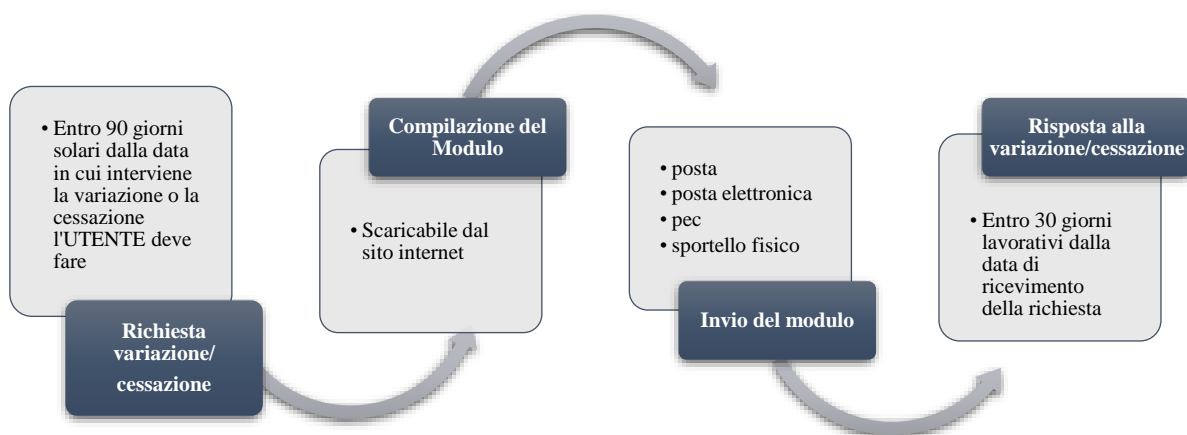 • Entro 90 giorni
solari dalla data
in cui interviene
la variazione o la
cessazione
l'UTENTE deve
fare
Richiesta
variazione/
cessazione
Compilazione del
Modulo
• Scaricabile dal
sito internet
• posta
• posta elettronica
• pec
• sportello fisico
Invio del modulo
Risposta alla
variazione/cessazione
• Entro 30 giorni
lavorativi dalla
data di
ricevimento
della richiesta